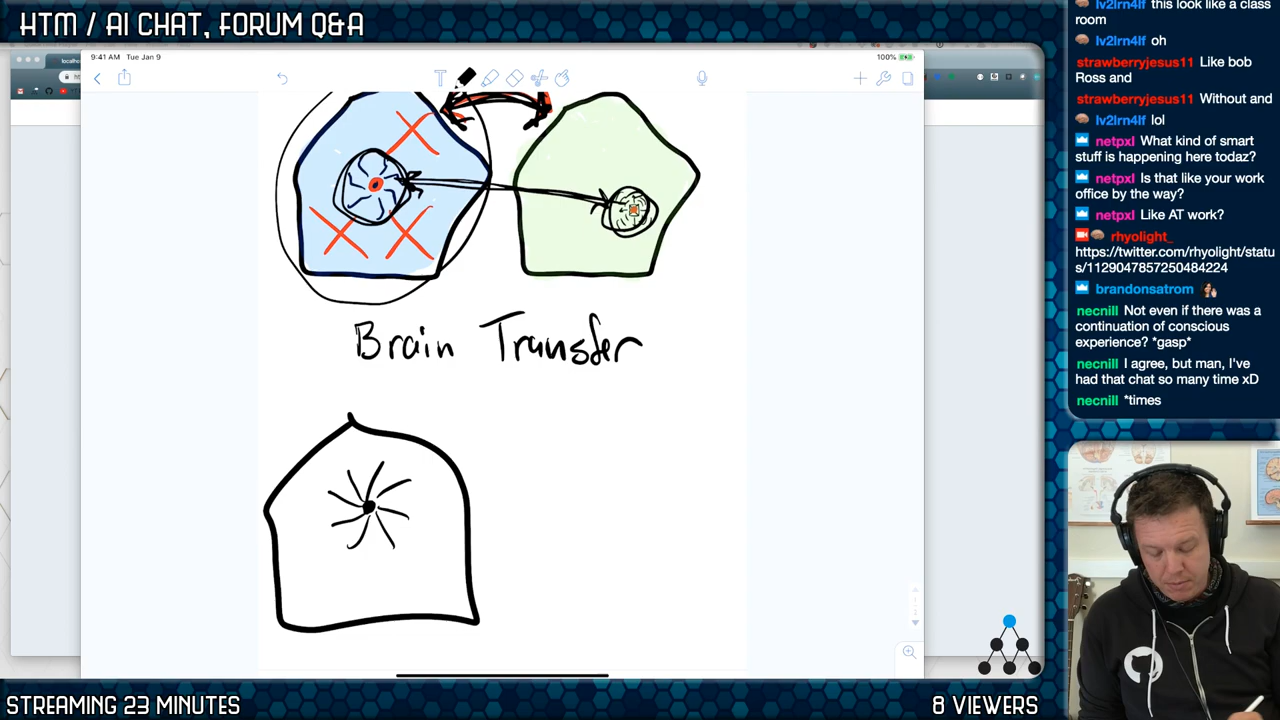 HTM / AI CHAT, FORUM Q&A
9:41 AM Tue Jan 9
100%
T
Brain Transfer
lv2lrn4lf this look like a class
room
lv2lrn4lf oh
strawberryjesus11 Like bob
Ross and
strawberryjesus11 Without and
lv2lrn4lf lol
netpxl What kind of smart
stuff is happening here todaz?
netpxl Is that like your work
office by the way?
netpxl Like AT work?
rhyolight_
https://twitter.com/rhyolight/statu
s/1129047857250484224
brandonsatrom
necnill Not even if there was a
continuation of conscious
experience? *gasp*
necnill I agree, but man, I've
had that chat so many time xD
necnill *times
STREAMING 23 MINUTES
8 VIEWERS